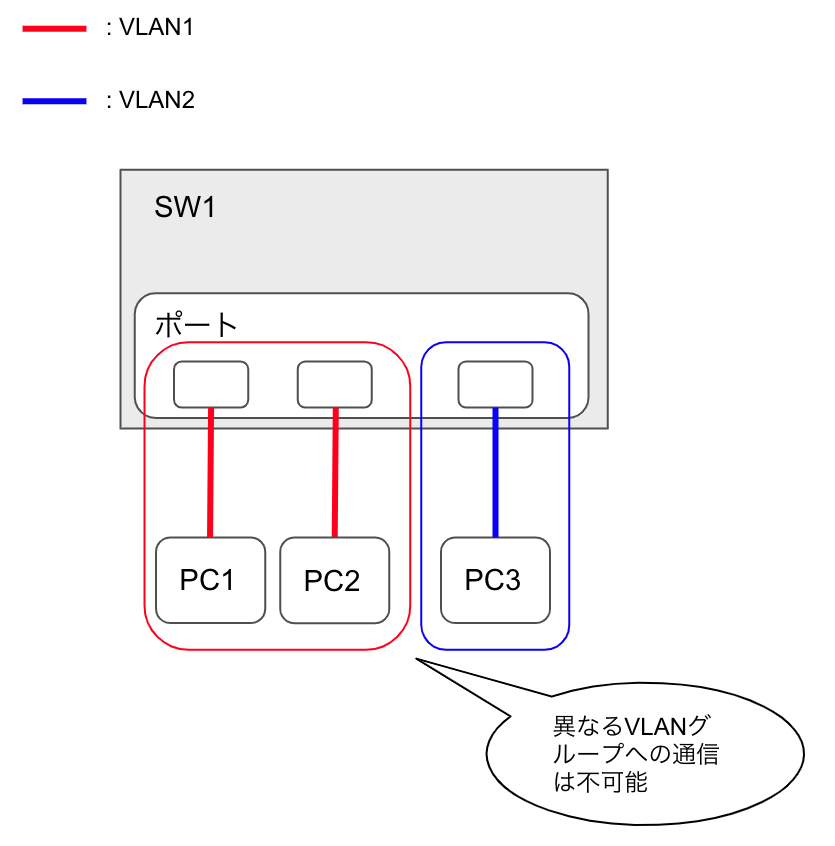 : VLAN1
: VLAN2
SW1
ポート
PC1
PC2
PC3
異なるVLANグ
ループへの通信
は不可能